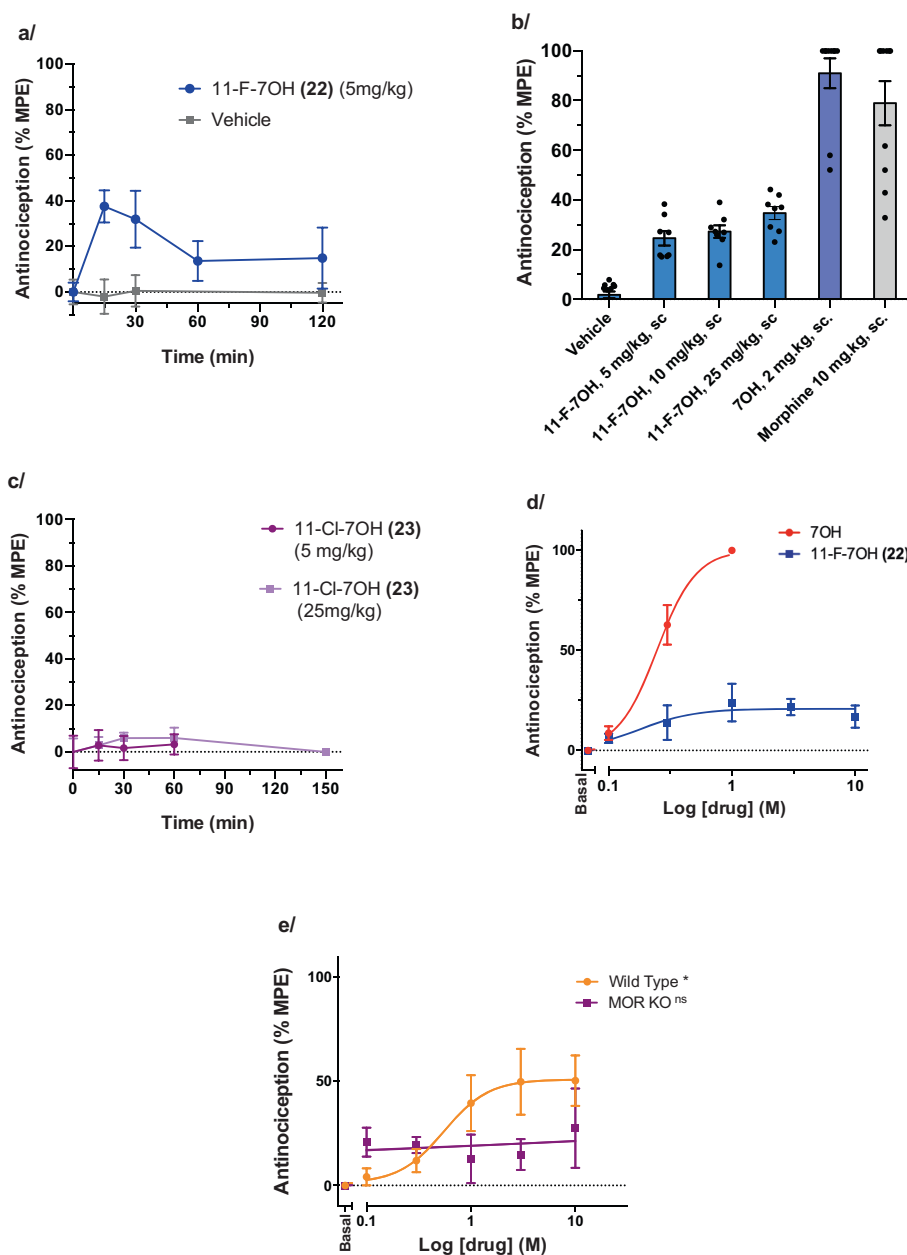 a/
11-F-7OH (22) (5mg/kg)
Vehicle
Antinociception (% MPE)
100
80
60
40
20
0
30
60
90
120
Time (min)
b/
Antinociception (% MPE)
100
80
60
40
20
0
Vehicle
11-F-7OH, 5 mg/kg, sc
11-F-7OH, 10 mg/kg, sc
11-F-7OH, 25 mg/kg, sc
7OH, 2 mg.kg, sc.
Morphine 10 mg.kg, sc.
c/
11-Cl-7OH (23)
(5 mg/kg)
11-Cl-7OH (23)
(25mg/kg)
Antinociception (% MPE)
100
80
60
40
20
0
0
30
60
90
120
150
Time (min)
d/
7OH
11-F-7OH (22)
Antinociception (% MPE)
100
50
0
Basal
0.1
1
10
Log [drug] (M)
e/
Wild Type *
MOR KO ns
Antinociception (% MPE)
100
50
0
Basal
0.1
1
10
Log [drug] (M)